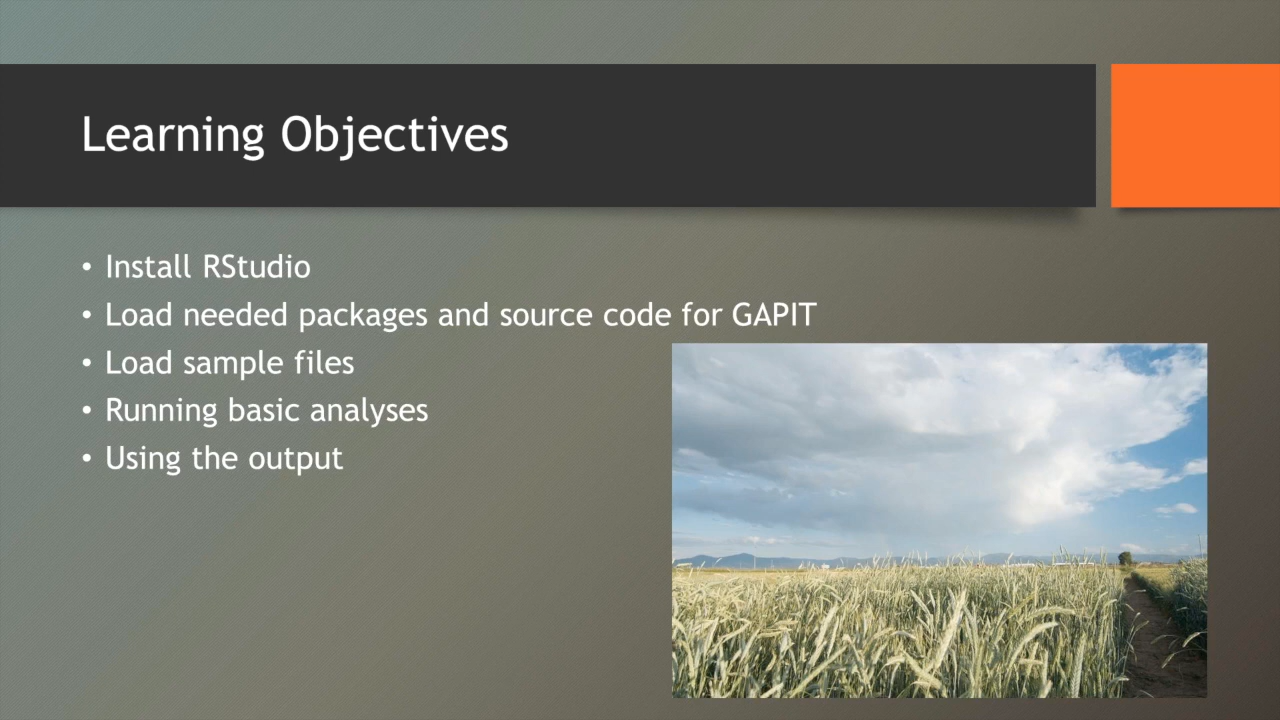 Learning Objectives
• Install RStudio
• Load needed packages and source code for GAPIT
• Load sample files
• Running basic analyses
• Using the output